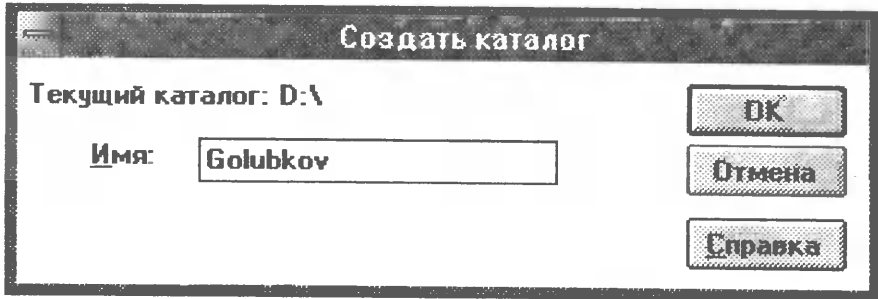 Создать каталог
Текущий каталог: D:\
Имя: Golubkov
OK
Отмена
Справка